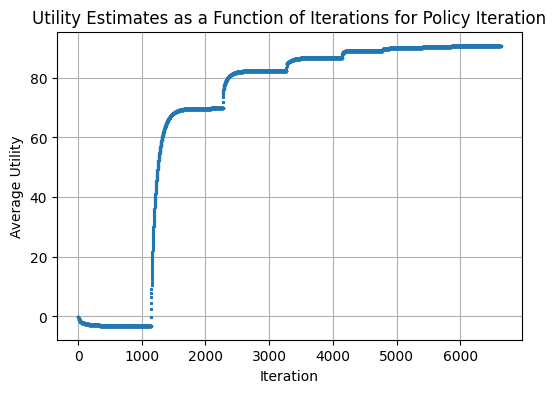 Utility Estimates as a Function of Iterations for Policy Iteration
Average Utility
80
60
40
20
0
0 1000 2000 3000 4000 5000 6000
Iteration